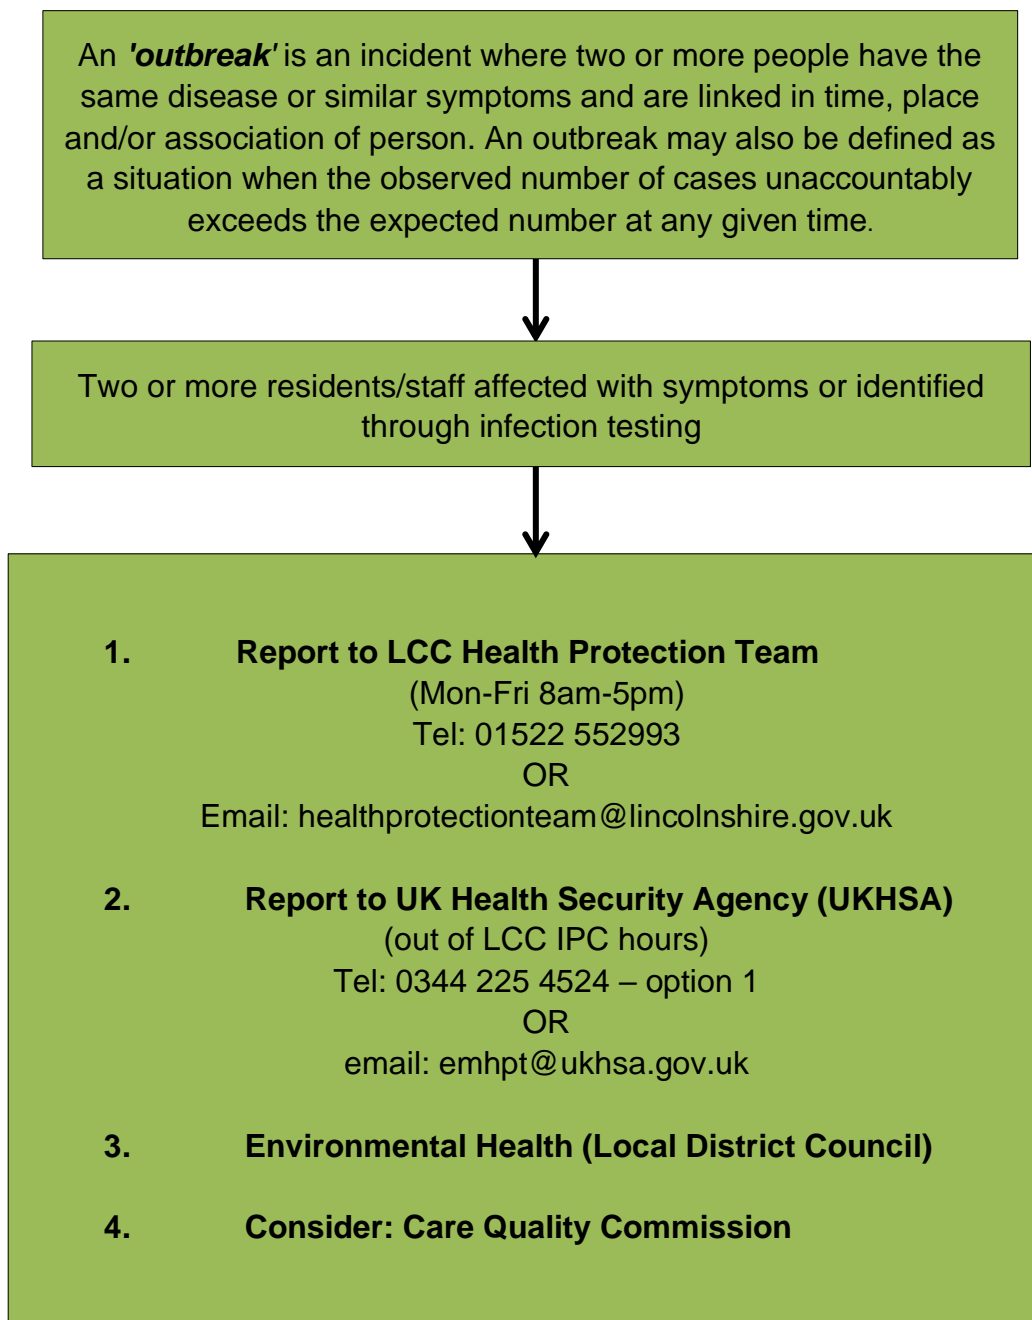 An 'outbreak' is an incident where two or more people have the
same disease or similar symptoms and are linked in time, place
and/or association of person. An outbreak may also be defined as
a situation when the observed number of cases unaccountably
exceeds the expected number at any given time.
Two or more residents/staff affected with symptoms or identified
through infection testing
1. Report to LCC Health Protection Team
(Mon-Fri 8am-5pm)
Tel: 01522 552993
OR
Email: healthprotectionteam@lincolnshire.gov.uk
2. Report to UK Health Security Agency (UKHSA)
(out of LCC IPC hours)
Tel: 0344 225 4524 – option 1
OR
email: emhpt@ukhsa.gov.uk
3. Environmental Health (Local District Council)
4. Consider: Care Quality Commission